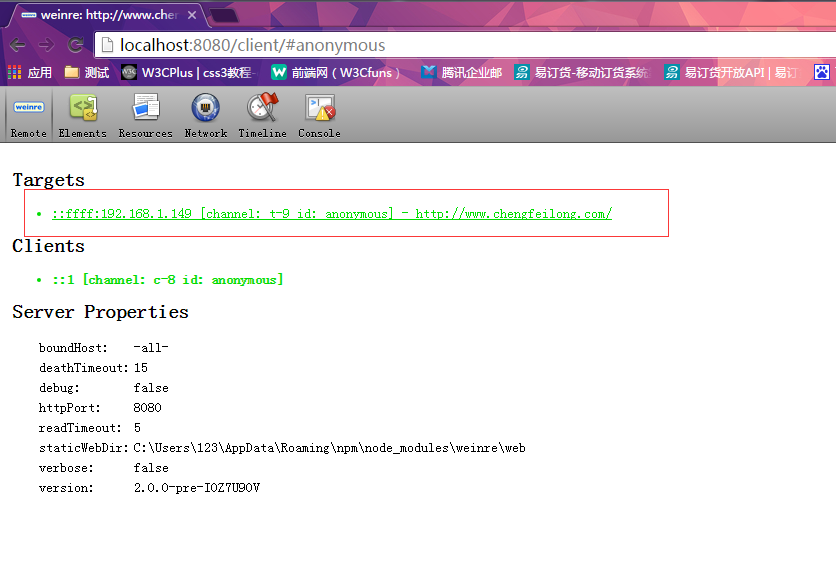 weinre: http://www.che
localhost:8080/client/#anonymous
应用 测试 W3CPlus | css3教程 前端网（W3Cfuns） 腾讯企业邮 易订货-移动订货系统 易订货开放API | 易订
weinre
Remote Elements Resources Network Timeline Console
Targets
• ::ffff:192.168.1.149 [channel: t-9 id: anonymous] - http://www.chengfeilong.com/
Clients
• ::1 [channel: c-8 id: anonymous]
Server Properties
boundHost: -all-
deathTimeout: 15
debug: false
httpPort: 8080
readTimeout: 5
staticWebDir: C:\Users\123\AppData\Roaming\npm\node_modules\weinre\web
verbose: false
version: 2.0.0-pre-I0Z7U9OV